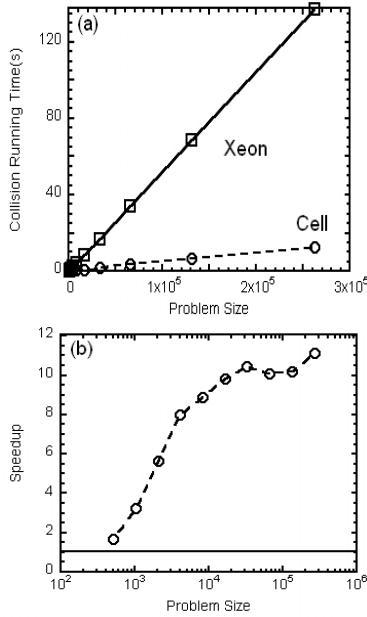 (a)
Collision Running Time(s)
120
80
40
0
Xeon
Cell
0 1x10⁵ 2x10⁵ 3x10⁵
Problem Size
(b)
Speedup
12
10
8
6
4
2
0
10² 10³ 10⁴ 10⁵ 10⁶
Problem Size